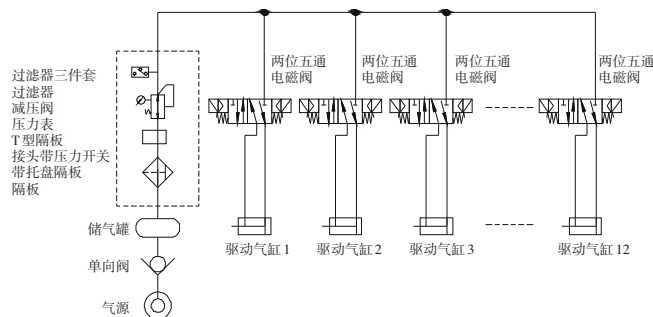 两位五通
电磁阀
两位五通
电磁阀
两位五通
电磁阀
两位五通
电磁阀
过滤器三件套
过滤器
减压阀
压力表
T型隔板
接头带压力开关
带托盘隔板
隔板
储气罐
单向阀
气源
驱动气缸1
驱动气缸2
驱动气缸3
驱动气缸12